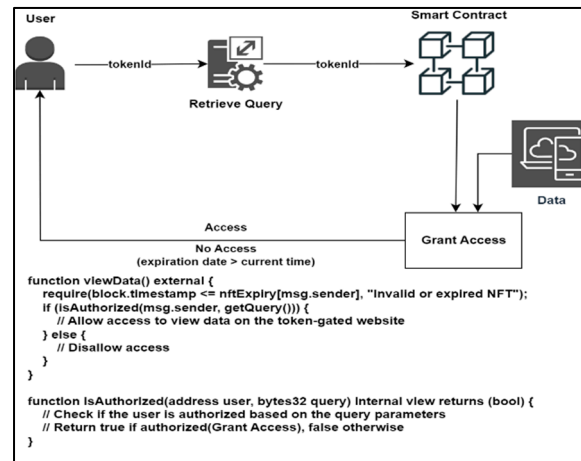 User
Smart Contract
tokenId
tokenId
Retrieve Query
Data
Grant Access
Access
No Access
(expiration date > current time)
function viewData() external {
require(block.timestamp <= nftExpiry[msg.sender], "Invalid or expired NFT");
if (isAuthorized(msg.sender, getQuery())) {
// Allow access to view data on the token-gated website
} else {
// Disallow access
}
}
function isAuthorized(address user, bytes32 query) internal view returns (bool) {
// Check if the user is authorized based on the query parameters
// Return true if authorized(Grant Access), false otherwise
}